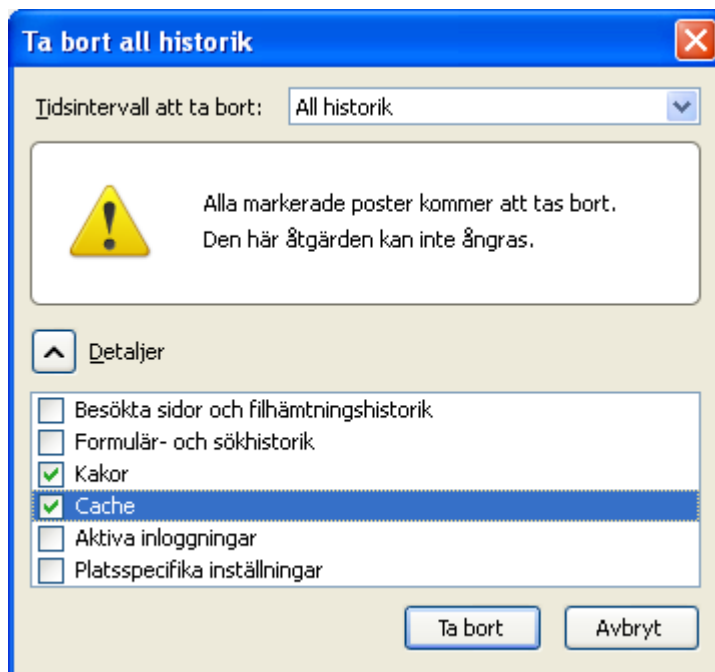 Ta bort all historik
Tidsintervall att ta bort: All historik
Alla markerade poster kommer att tas bort.
Den här åtgärden kan inte ångras.
Detaljer
Besökta sidor och filhämtningshistorik
Formulär- och sökhistorik
Kakor
Cache
Aktiva inloggningar
Platsspecifika inställningar
Ta bort Avbryt